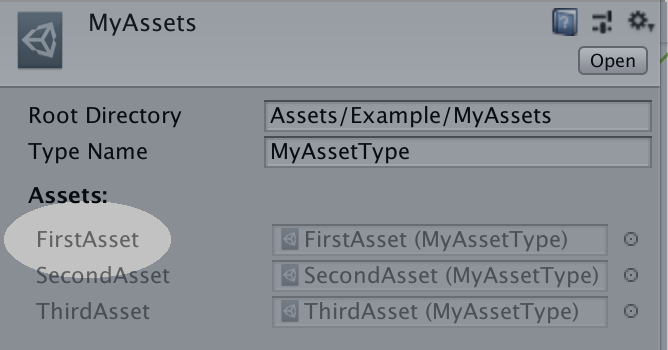 MyAssets
Open
Root Directory Assets/Example/MyAssets
Type Name MyAssetType
Assets:
FirstAsset FirstAsset (MyAssetType)
SecondAsset SecondAsset (MyAssetType)
ThirdAsset ThirdAsset (MyAssetType)